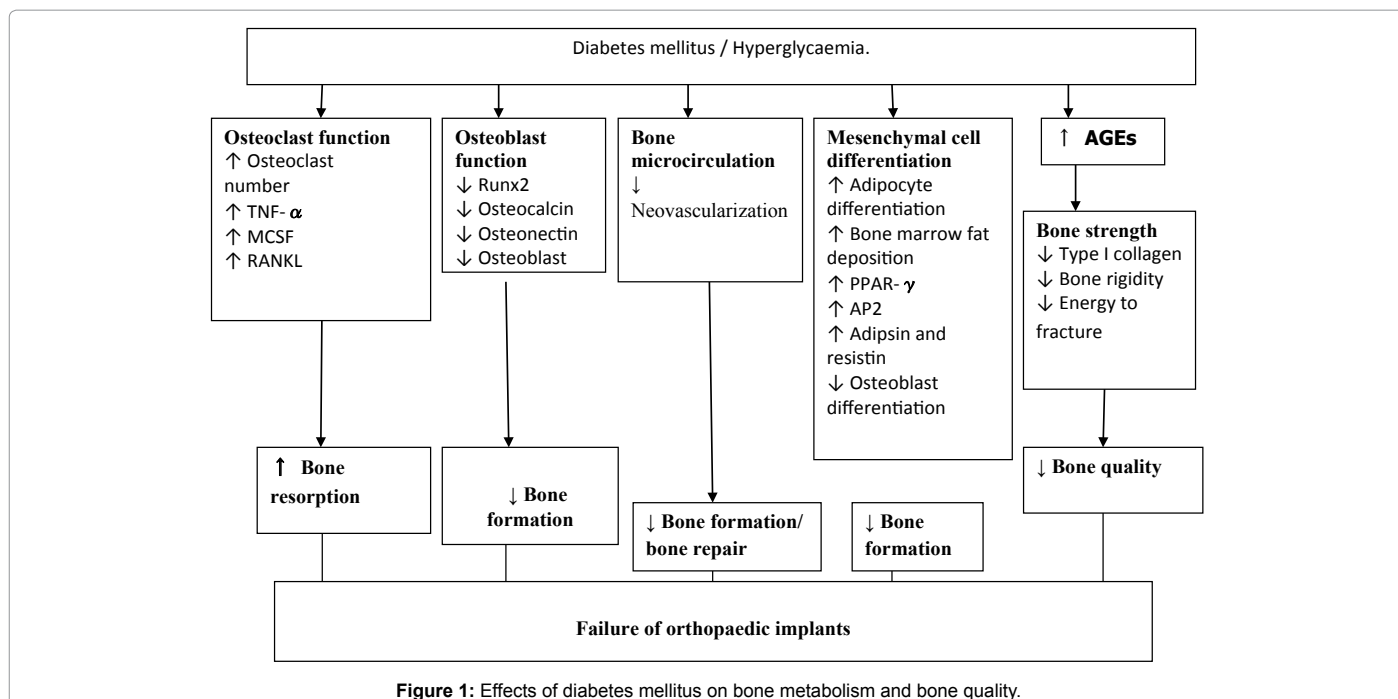 Diabetes mellitus / Hyperglycaemia.
Osteoclast function
↑ Osteoclast
number
↑ TNF- α
↑ MCSF
↑ RANKL
Osteoblast
function
↓ Runx2
↓ Osteocalcin
↓ Osteonectin
↓ Osteoblast
Bone
microcirculation
↓
Neovascularization
Mesenchymal cell
differentiation
↑ Adipocyte
differentiation
↑ Bone marrow fat
deposition
↑ PPAR- γ
↑ AP2
↑ Adipsin and
resistin
↓ Osteoblast
differentiation
↑ AGEs
Bone strength
↓ Type I collagen
↓ Bone rigidity
↓ Energy to
fracture
↑ Bone
resorption
↓ Bone
formation
↓ Bone formation/
bone repair
↓ Bone
formation
↓ Bone quality
Failure of orthopaedic implants
Figure 1: Effects of diabetes mellitus on bone metabolism and bone quality.